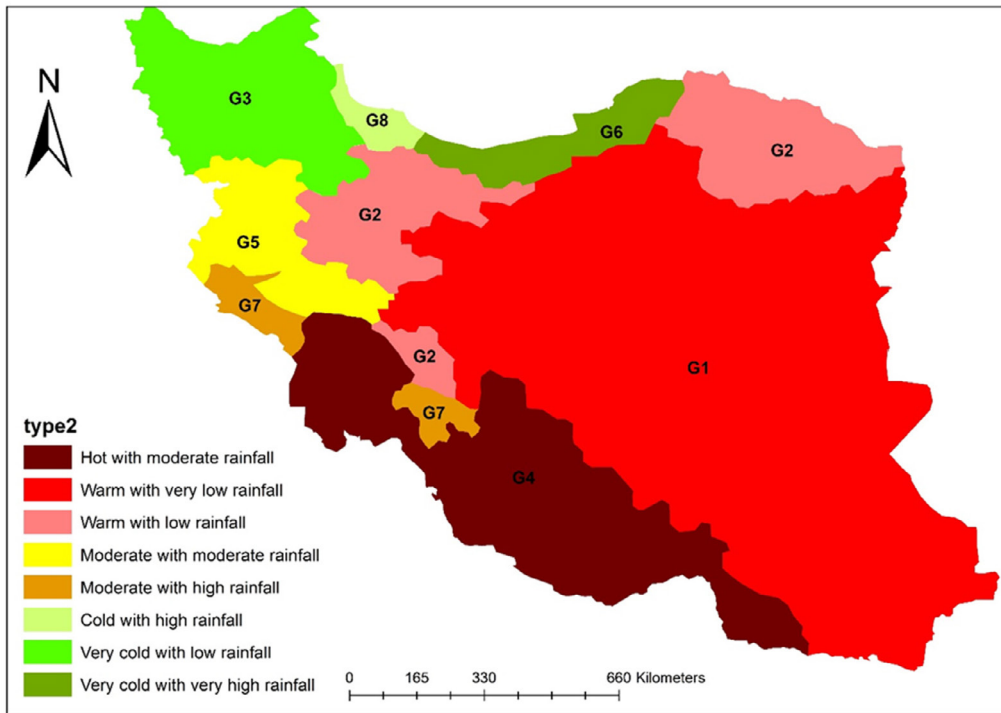 N
G3
G8
G6
G2
G2
G5
G7
G2
G1
G7
G4
type2
Hot with moderate rainfall
Warm with very low rainfall
Warm with low rainfall
Moderate with moderate rainfall
Moderate with high rainfall
Cold with high rainfall
Very cold with low rainfall
Very cold with very high rainfall
0 165 330 660 Kilometers